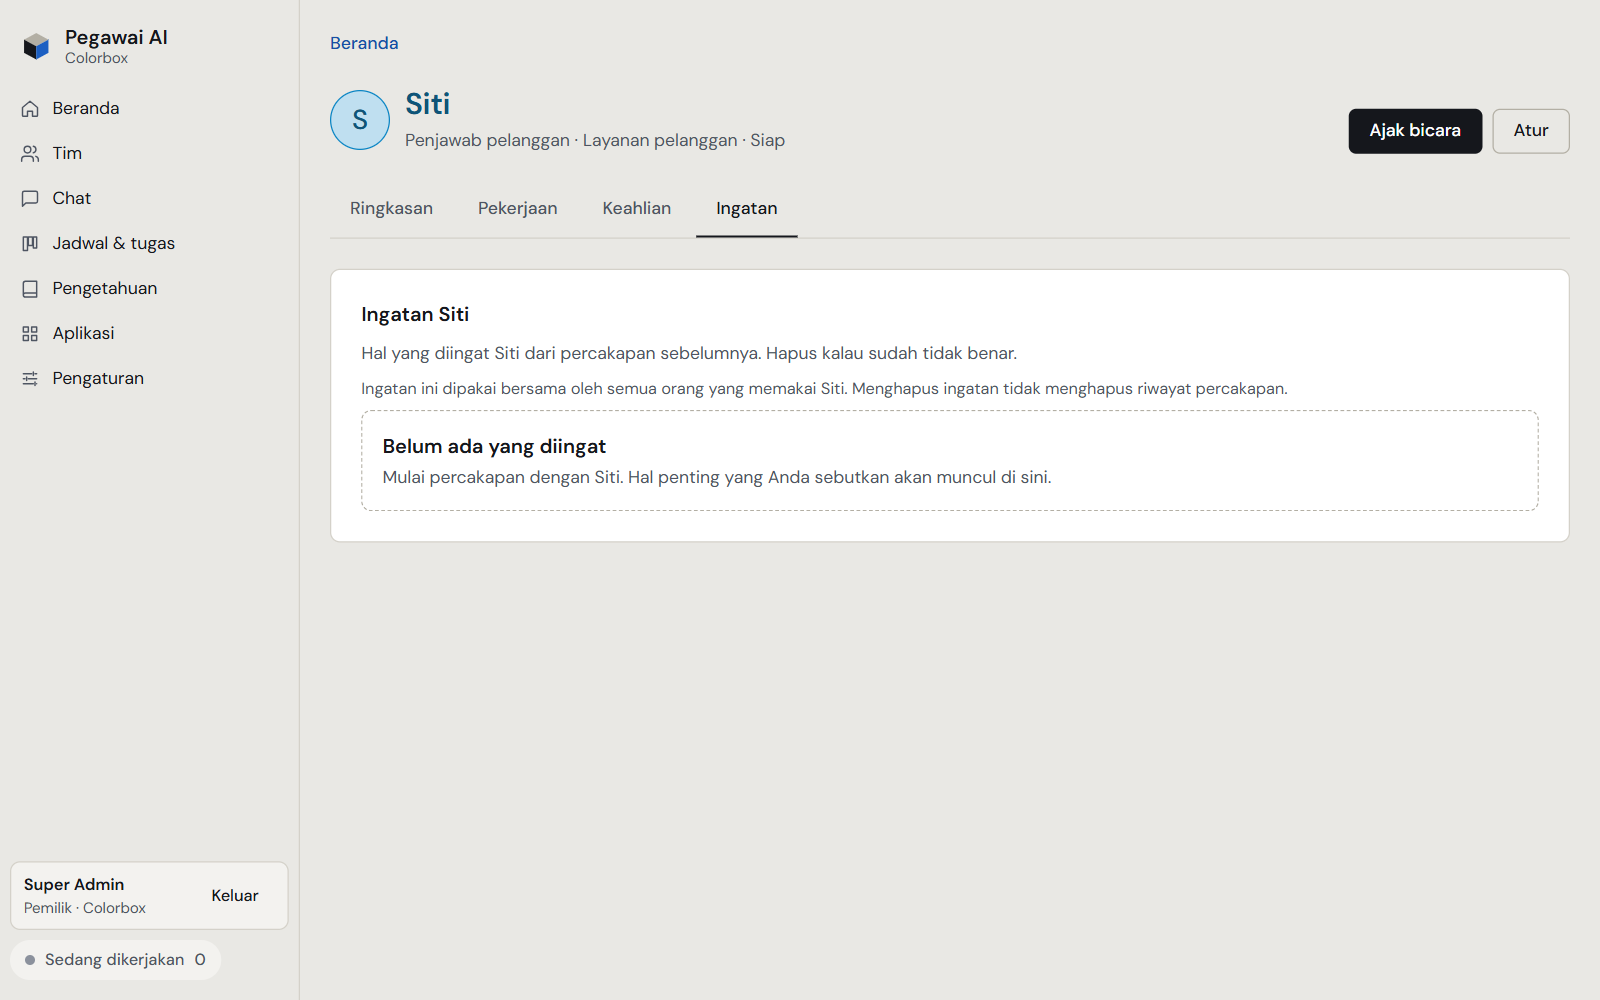 Pegawai AI
Colorbox
Beranda
Tim
Chat
Jadwal & tugas
Pengetahuan
Aplikasi
Pengaturan
Super Admin
Pemilik · Colorbox
Keluar
Sedang dikerjakan 0
Beranda
S
Siti
Penjawab pelanggan · Layanan pelanggan · Siap
Ajak bicara
Atur
Ringkasan
Pekerjaan
Keahlian
Ingatan
Ingatan Siti
Hal yang diingat Siti dari percakapan sebelumnya. Hapus kalau sudah tidak benar.
Ingatan ini dipakai bersama oleh semua orang yang memakai Siti. Menghapus ingatan tidak menghapus riwayat percakapan.
Belum ada yang diingat
Mulai percakapan dengan Siti. Hal penting yang Anda sebutkan akan muncul di sini.